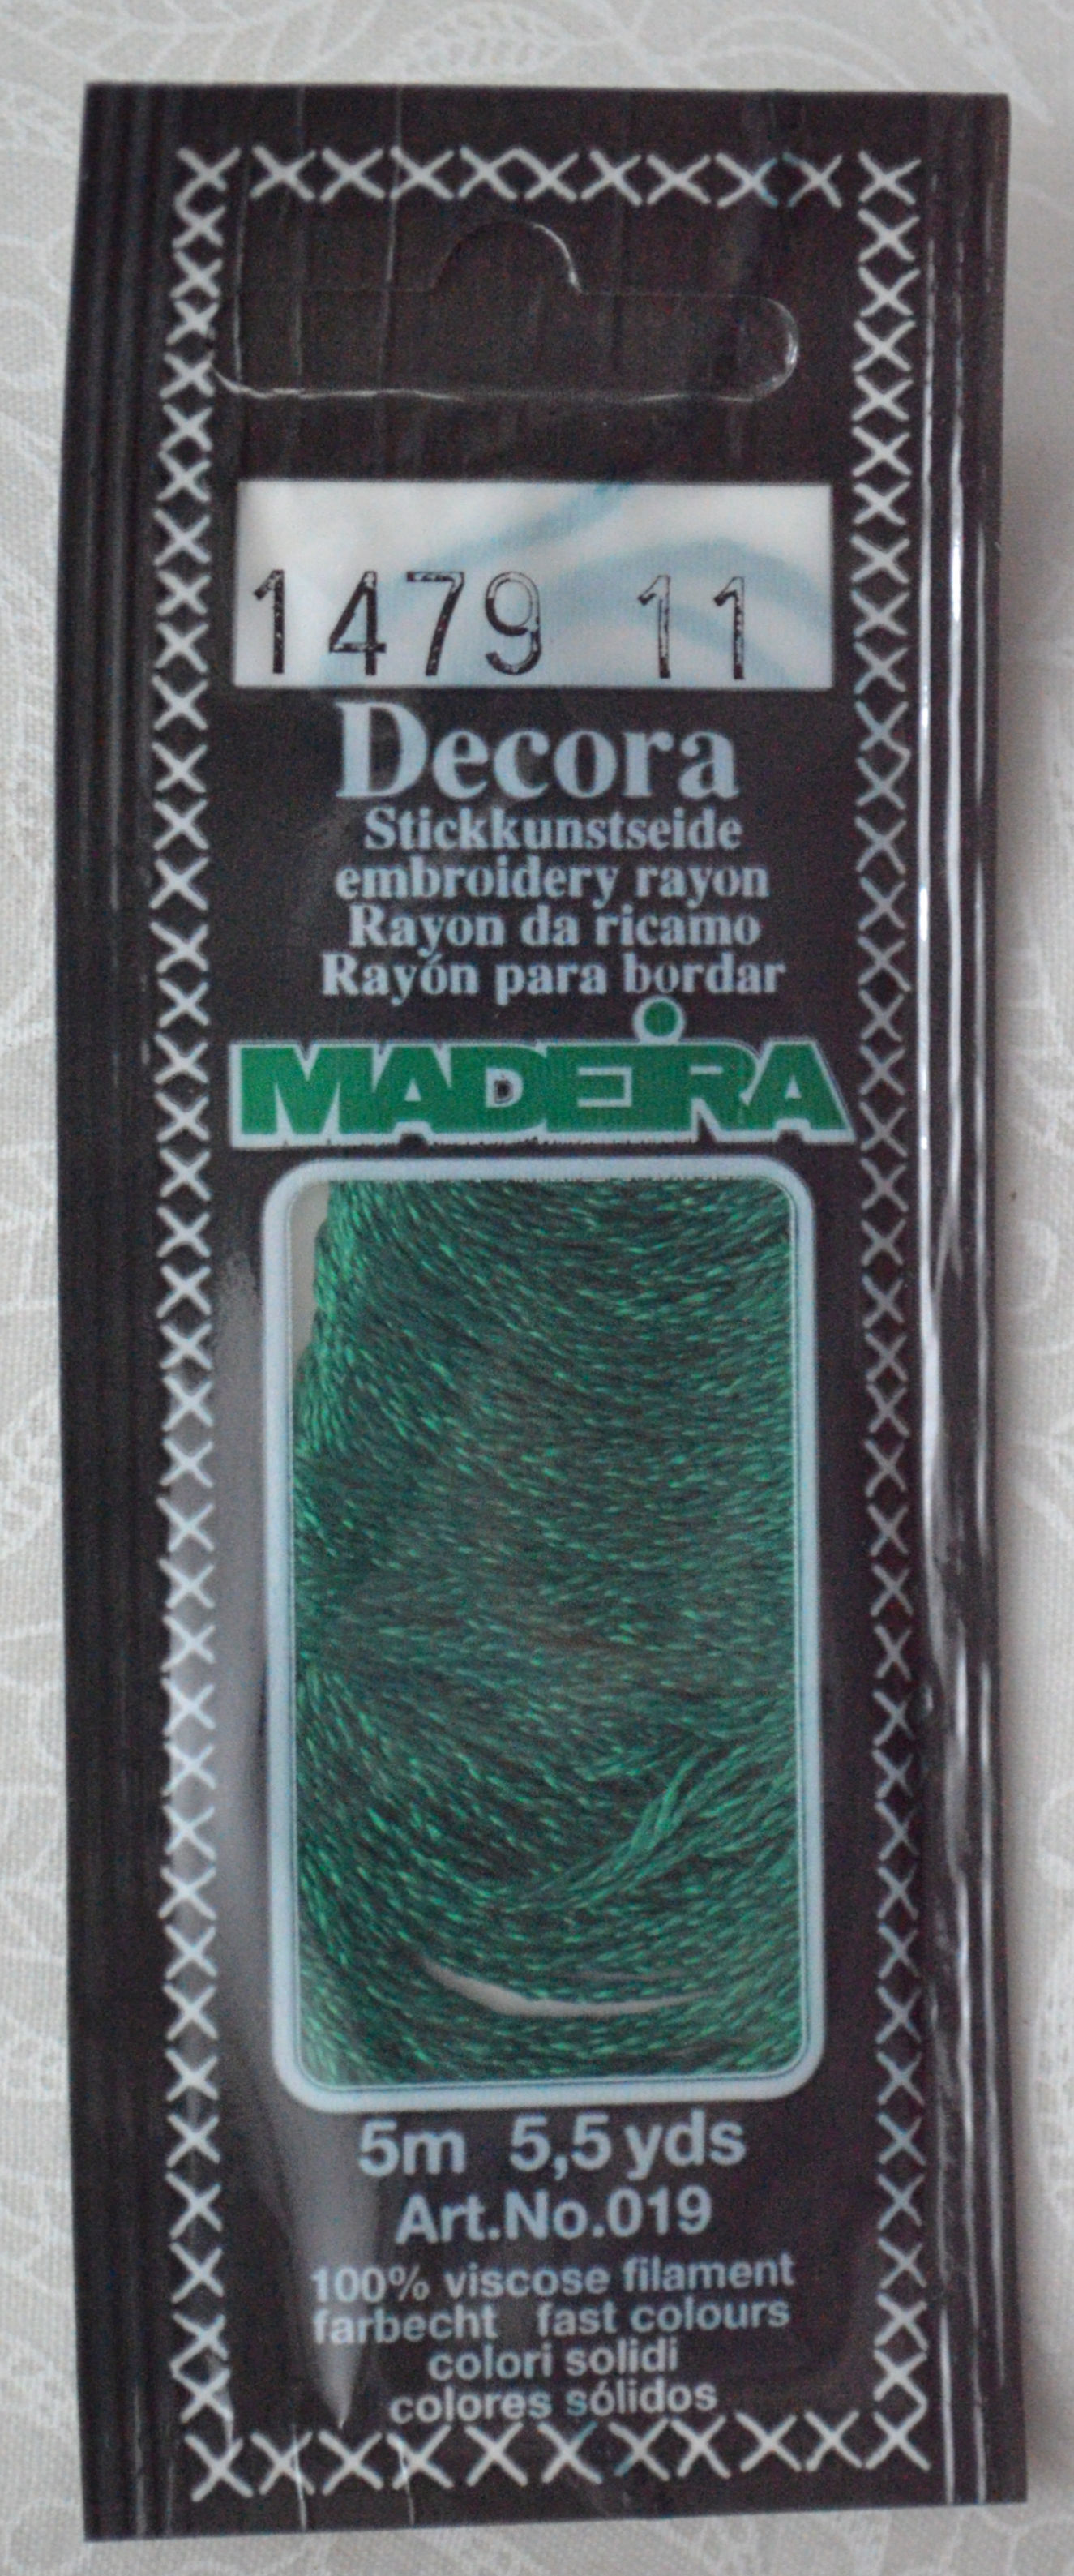 1479 11
Decora
Stickkunstseide
embroidery rayon
Rayon da ricamo
Rayón para bordar
MADEiRA
5m 5,5 yds
Art.No.019
100% viscose filament
farbecht fast colours
colori solidi
colores sólidos